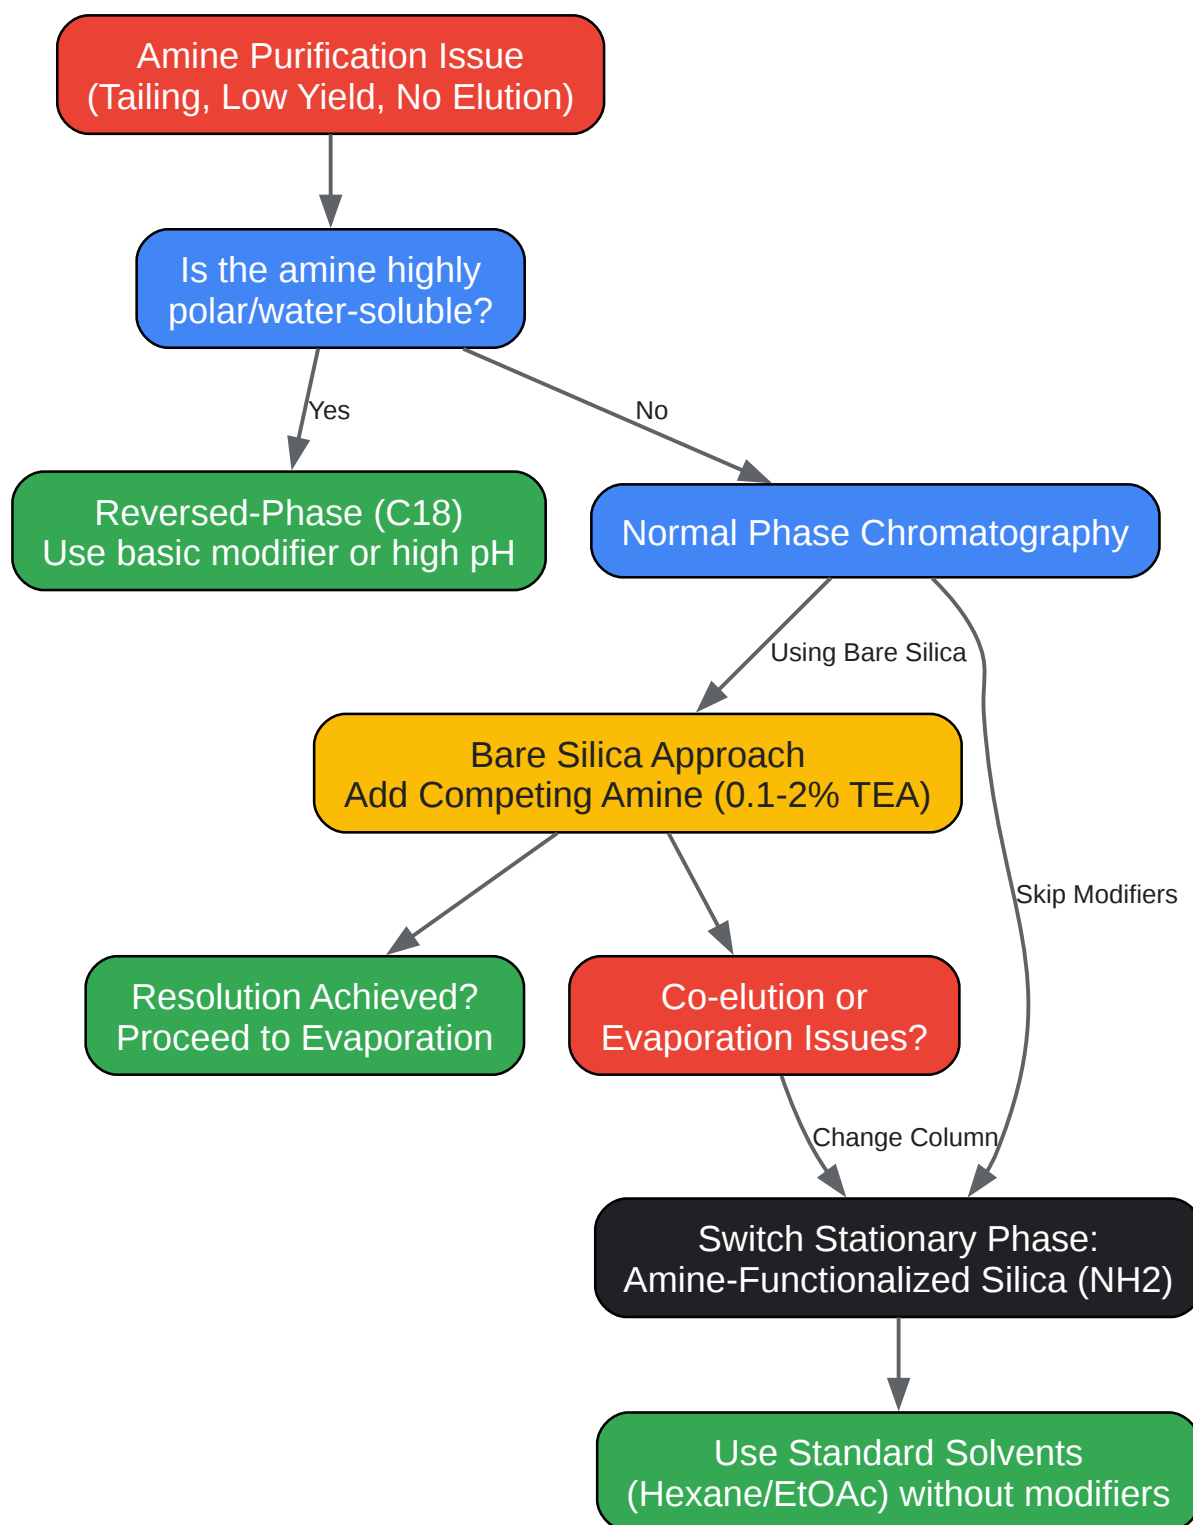 Amine Purification Issue
(Tailing, Low Yield, No Elution)
Is the amine highly
polar/water-soluble?
Yes
No
Reversed-Phase (C18)
Use basic modifier or high pH
Normal Phase Chromatography
Using Bare Silica
Bare Silica Approach
Add Competing Amine (0.1-2% TEA)
Skip Modifiers
Resolution Achieved?
Proceed to Evaporation
Co-elution or
Evaporation Issues?
Change Column
Switch Stationary Phase:
Amine-Functionalized Silica (NH2)
Use Standard Solvents
(Hexane/EtOAc) without modifiers